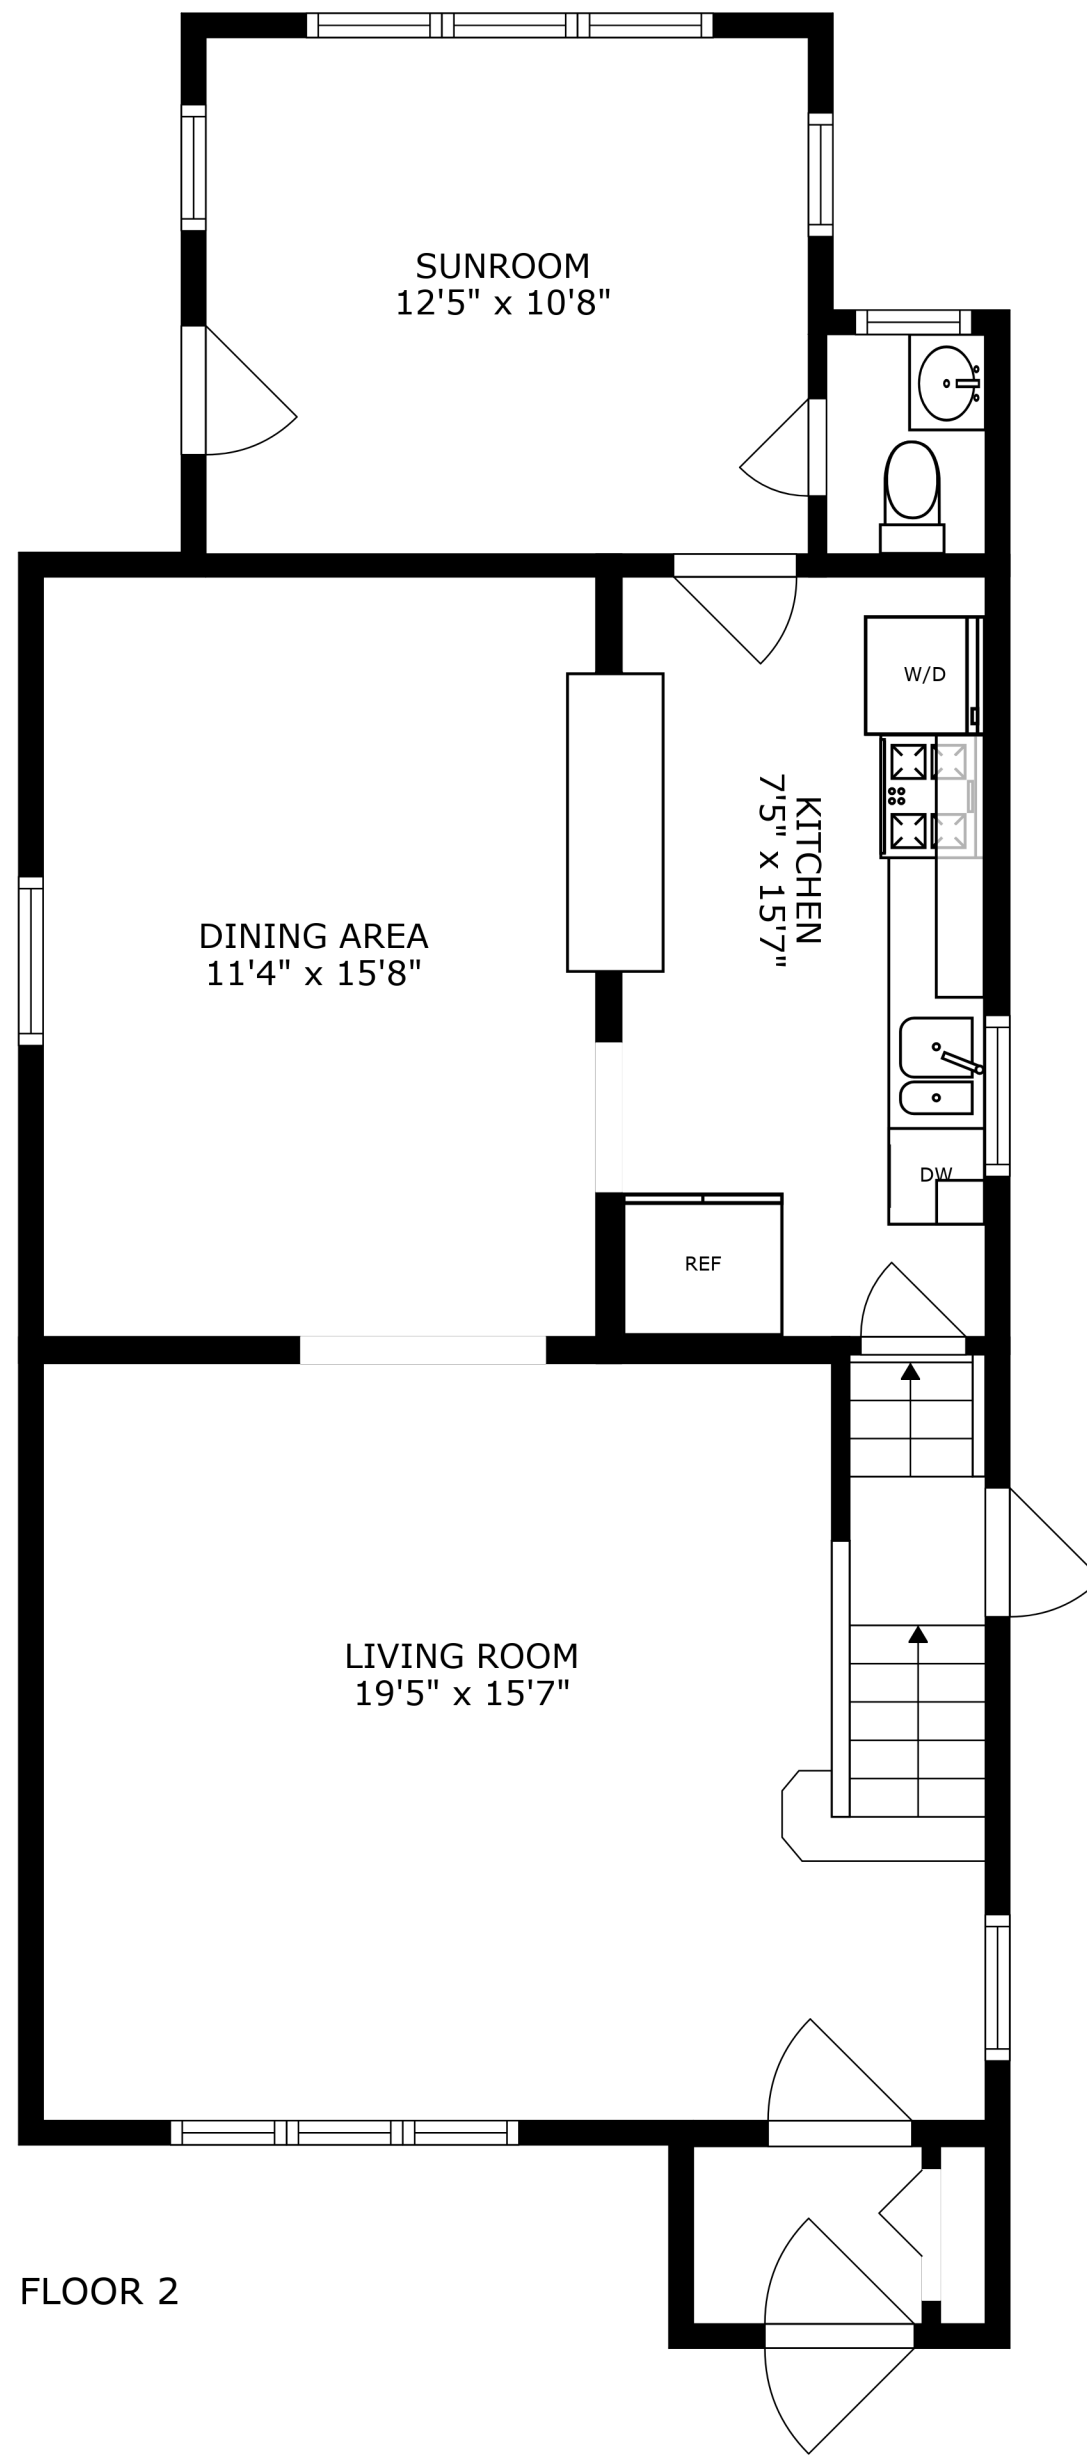 SUNROOM
12'5" x 10'8"
W/D
KITCHEN
7'5" x 15'7"
DINING AREA
11'4" x 15'8"
DW
REF
LIVING ROOM
19'5" x 15'7"
FLOOR 2